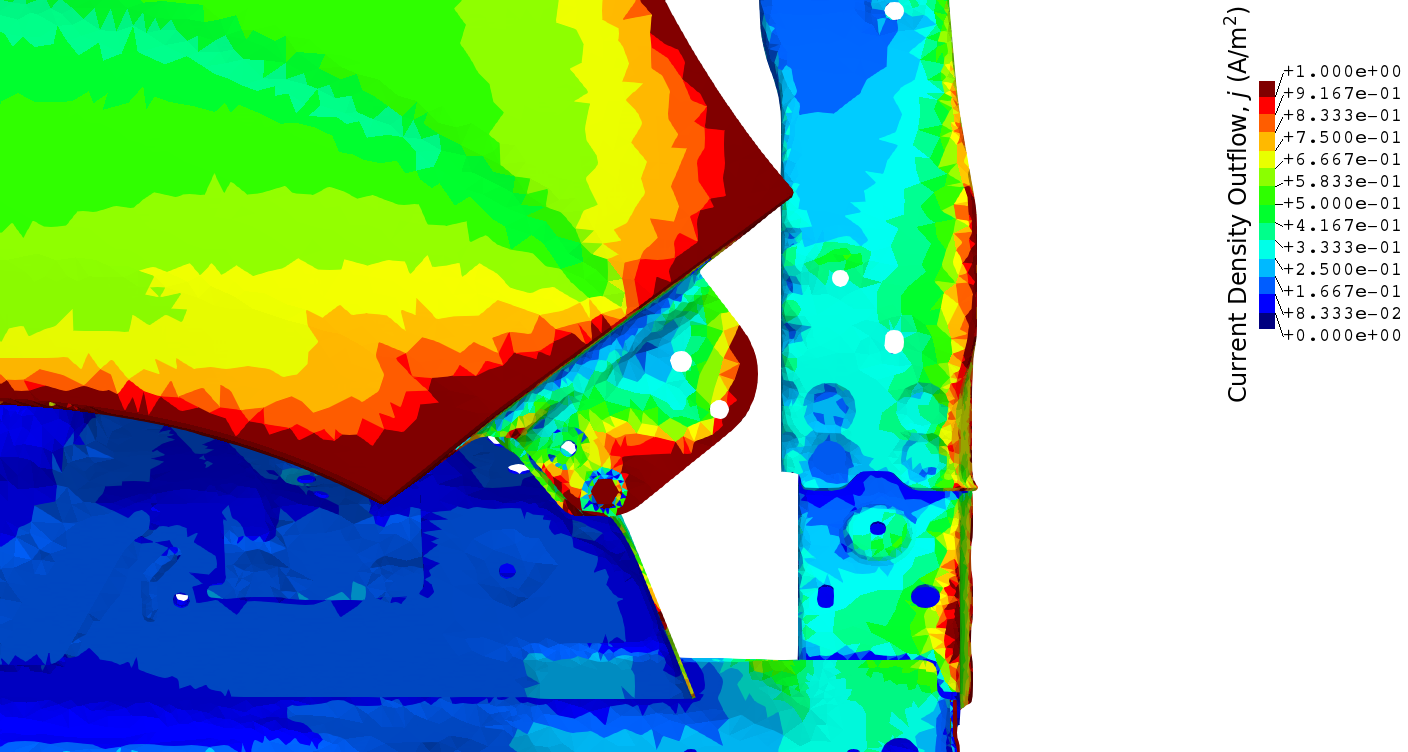 Current Density Outflow, j (A/m²)
+1.000e+00
+9.167e-01
+8.333e-01
+7.500e-01
+6.667e-01
+5.833e-01
+5.000e-01
+4.167e-01
+3.333e-01
+2.500e-01
+1.667e-01
+8.333e-02
+0.000e+00